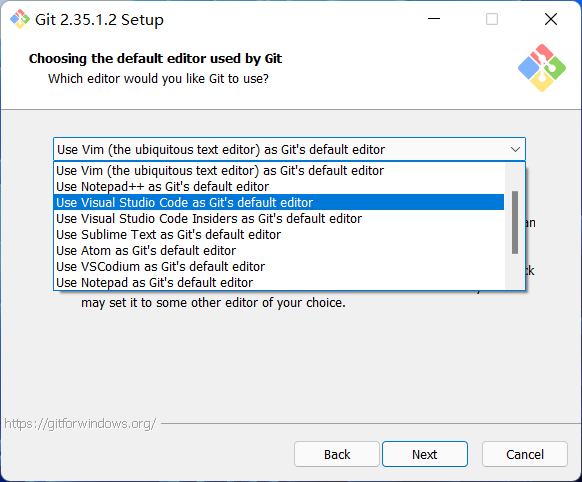 Git 2.35.1.2 Setup
Choosing the default editor used by Git
Which editor would you like Git to use?
Use Vim (the ubiquitous text editor) as Git's default editor
Use Vim (the ubiquitous text editor) as Git's default editor
Use Notepad++ as Git's default editor
Use Visual Studio Code as Git's default editor
Use Visual Studio Code Insiders as Git's default editor
Use Sublime Text as Git's default editor
Use Atom as Git's default editor
Use VSCodium as Git's default editor
Use Notepad as Git's default editor
may set it to some other editor of your choice.
https://gitforwindows.org/
Back Next Cancel